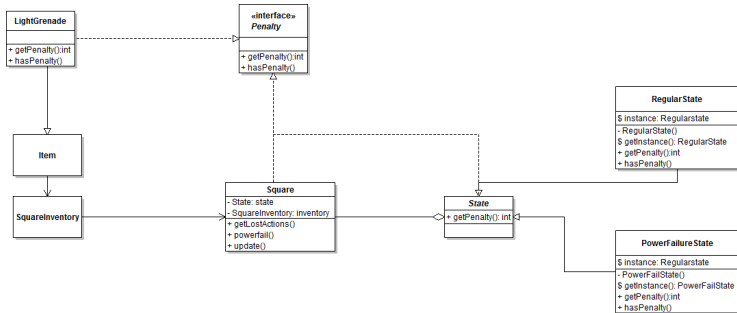 LightGrenade
+ getPenalty():int
+ hasPenalty()
«interface»
Penalty
+ getPenalty():int
+ hasPenalty()
RegularState
$ instance: Regularstate
- RegularState()
$ getInstance(): RegularState
+ getPenalty():int
+ hasPenalty()
Item
SquareInventory
Square
- State: state
- SquareInventory: inventory
+ getLostActions()
+ powerfail()
+ update()
State
+ getPenalty(): int
PowerFailureState
$ instance: Regularstate
- PowerFailState()
$ getInstance(): PowerFailState
+ getPenalty():int
+ hasPenalty()